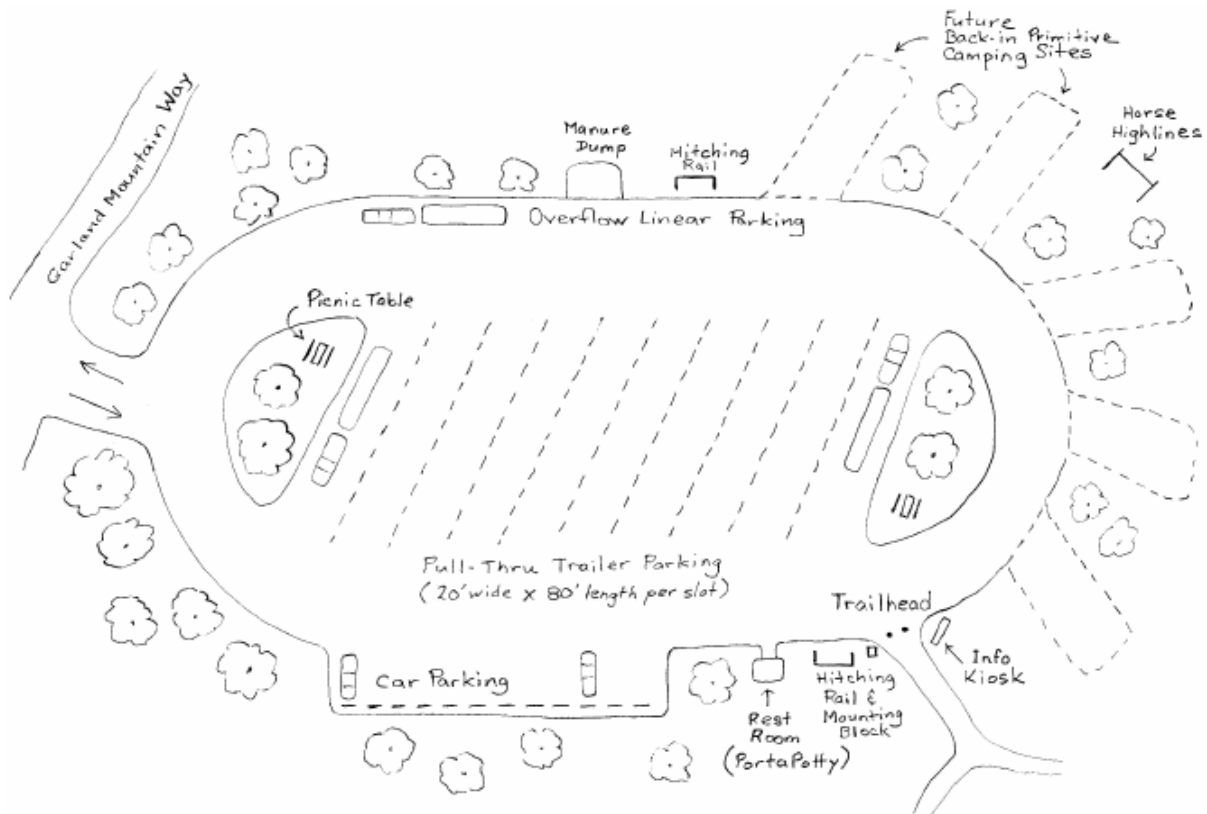 Future
Back-in Primitive
Camping Sites
Horse
Highlines
Garland Mountain Way
Manure
Dump
Hitching
Rail
Overflow Linear Parking
Picnic Table
Pull-Thru Trailer Parking
(20' wide x 80' length per slot)
Trailhead
Info
Kiosk
Car Parking
Hitching
Rail &
Mounting
Block
Rest
Room
(PortaPotty)